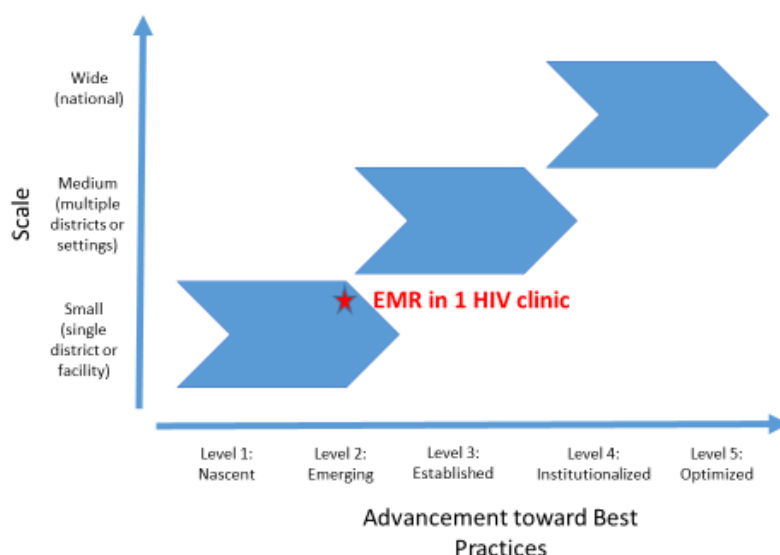 Wide
(national)
Medium
(multiple
districts or
settings)
Scale
Small
(single
district or
facility)
EMR in 1 HIV clinic
Level 1:
Nascent
Level 2:
Emerging
Level 3:
Established
Level 4:
Institutionalized
Level 5:
Optimized
Advancement toward Best
Practices